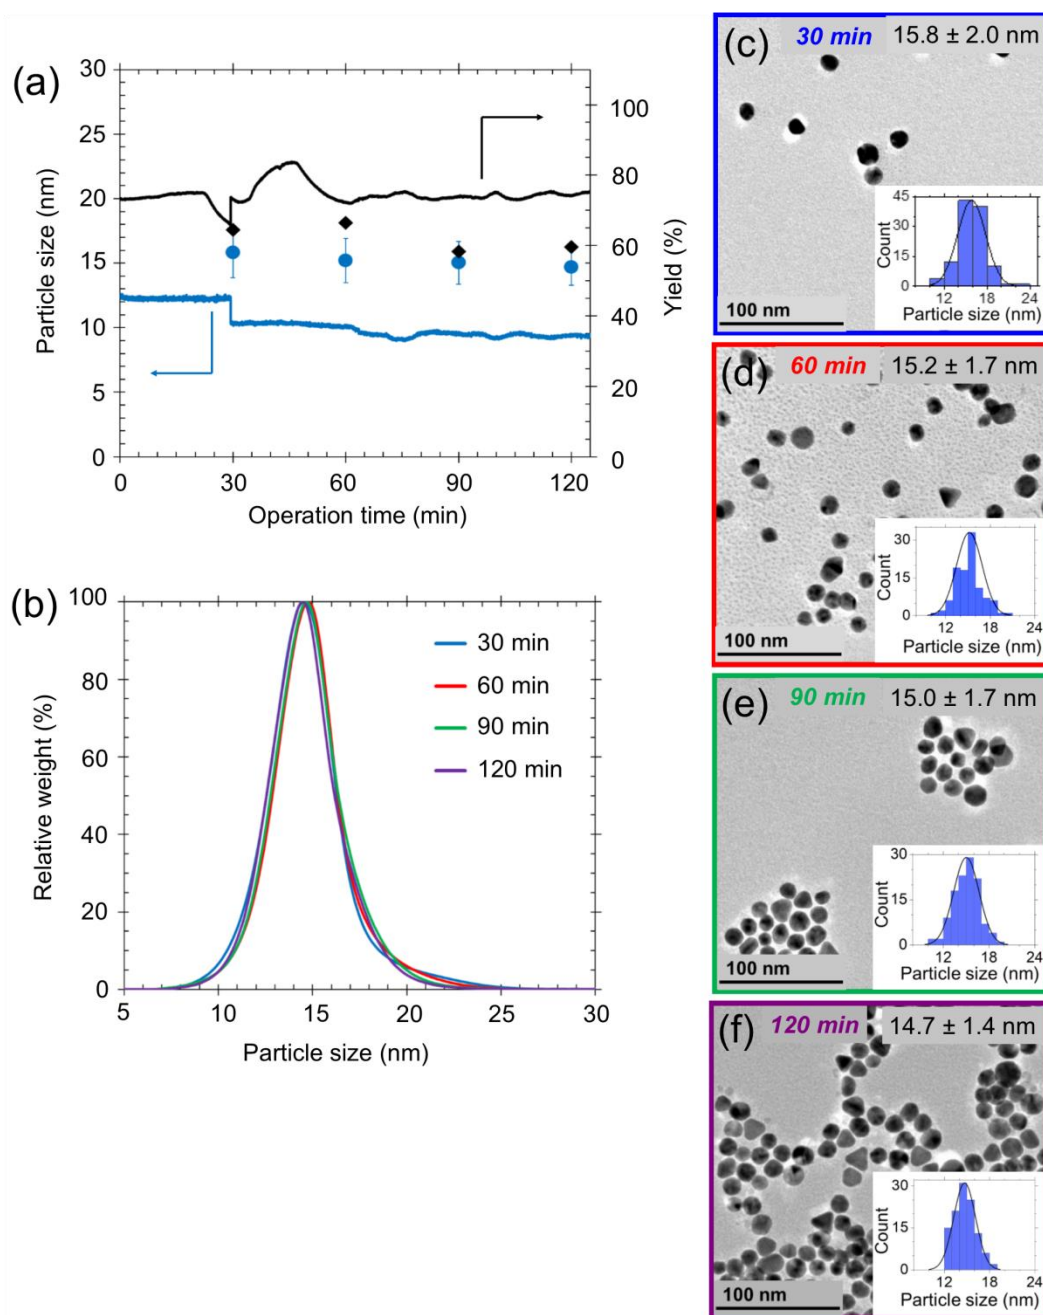 (a)
30
25
20
15
10
5
0
Particle size (nm)
100
80
60
40
20
0
Yield (%)
0 30 60 90 120
Operation time (min)
(b)
100
80
60
40
20
0
Relative weight (%)
30 min
60 min
90 min
120 min
5 10 15 20 25 30
Particle size (nm)
(c) 30 min 15.8 ± 2.0 nm
100 nm
45
30
15
0
Count
12 18 24
Particle size (nm)
(d) 60 min 15.2 ± 1.7 nm
100 nm
30
15
0
Count
12 18 24
Particle size (nm)
(e) 90 min 15.0 ± 1.7 nm
100 nm
30
15
0
Count
12 18 24
Particle size (nm)
(f) 120 min 14.7 ± 1.4 nm
100 nm
30
15
0
Count
12 18 24
Particle size (nm)